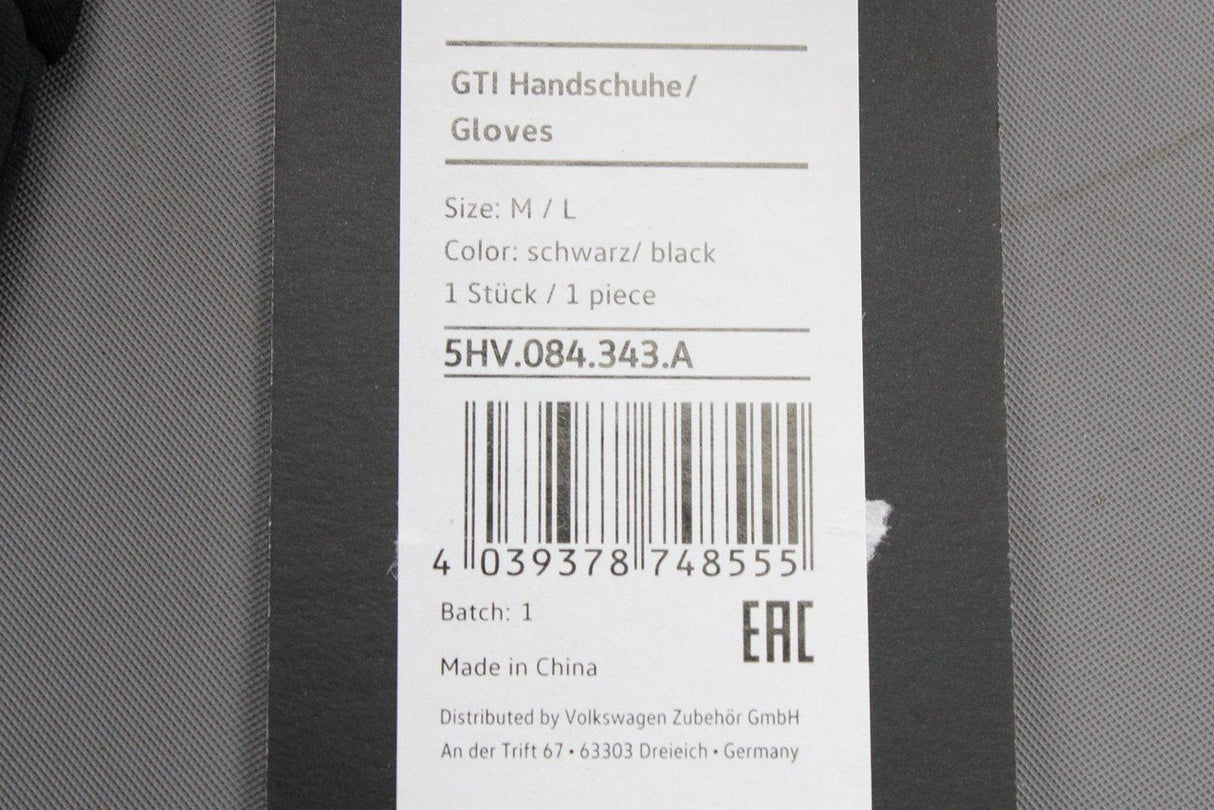 GTI Handschuhe/
Gloves
Size: M / L
Color: schwarz/ black
1 Stück / 1 piece
5HV.084.343.A
4 039378 748555
Batch: 1
EAC
Made in China
Distributed by Volkswagen Zubehör GmbH
An der Trift 67 • 63303 Dreieich • Germany